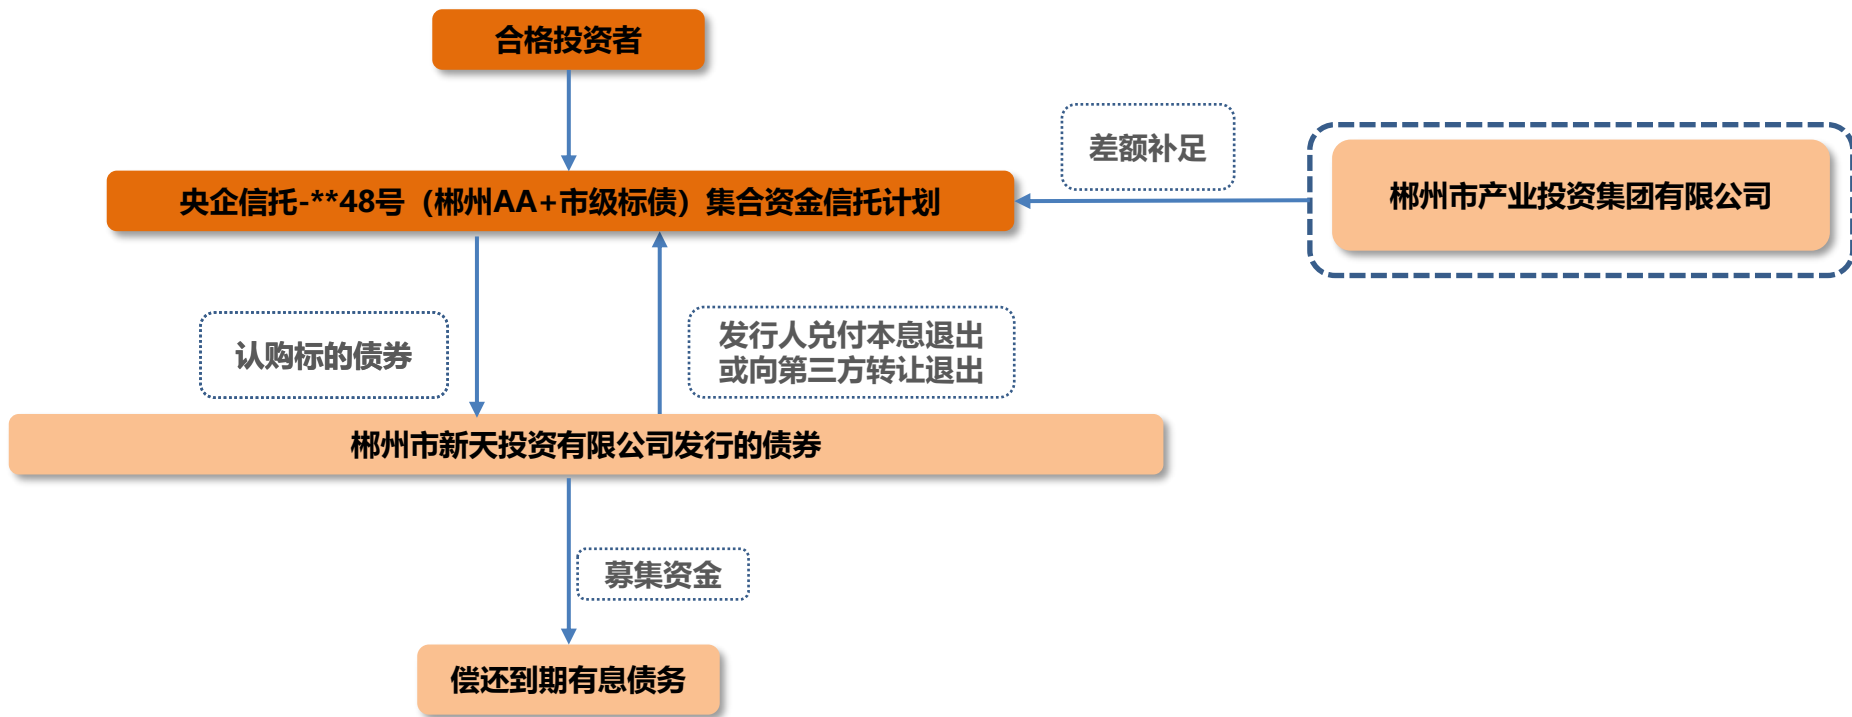 合格投资者
差额补足
郴州市产业投资集团有限公司
央企信托-**48号（郴州AA+市级标债）集合资金信托计划
认购标的债券
发行人兑付本息退出
或向第三方转让退出
郴州市新天投资有限公司发行的债券
募集资金
偿还到期有息债务